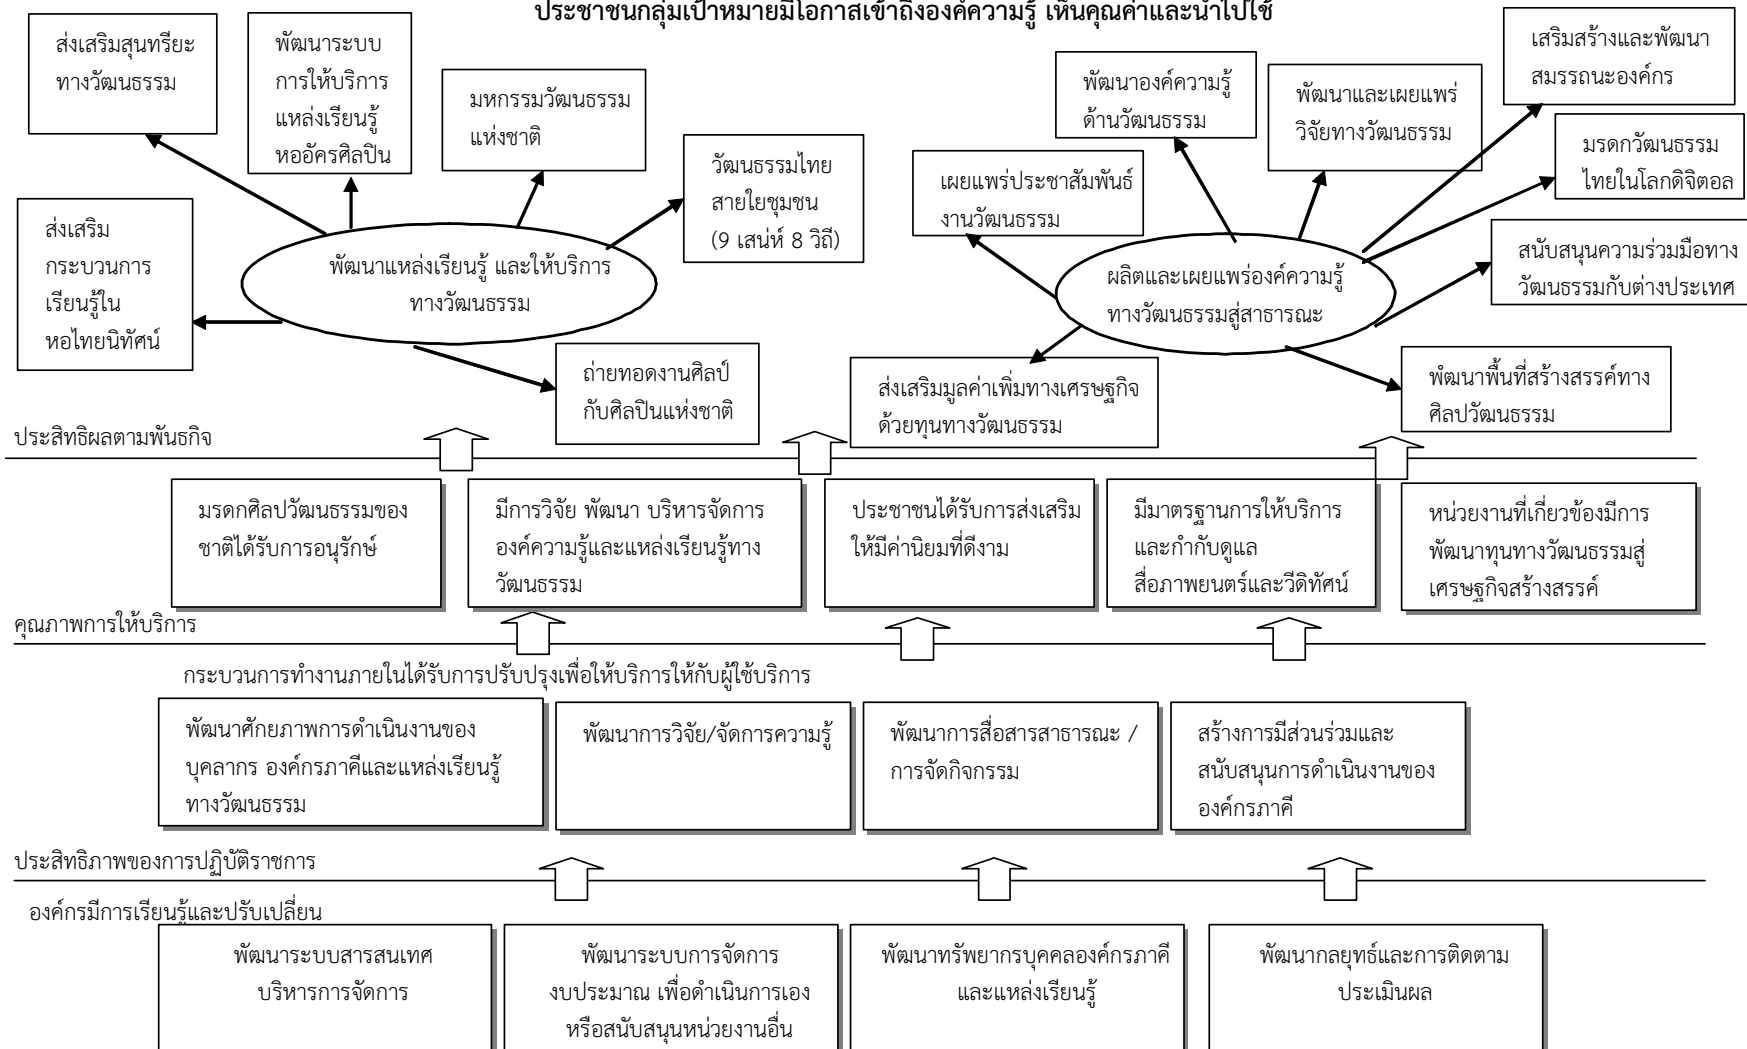 ประชาชนกลุ่มเป้าหมายมีโอกาสเข้าถึงองค์ความรู้ เห็นคุณค่าและนำไปใช้
ส่งเสริมสุนทรียะ
ทางวัฒนธรรม
พัฒนาระบบ
การให้บริการ
แหล่งเรียนรู้
หออัครศิลปิน
มหกรรมวัฒนธรรม
แห่งชาติ
วัฒนธรรมไทย
สายใยชุมชน
(9 เสน่ห์ 8 วิถี)
ส่งเสริม
กระบวนการ
เรียนรู้ใน
หอไทยนิทัศน์
พัฒนาแหล่งเรียนรู้ และให้บริการ
ทางวัฒนธรรม
ถ่ายทอดงานศิลป์
กับศิลปินแห่งชาติ
เผยแพร่ประชาสัมพันธ์
งานวัฒนธรรม
พัฒนาองค์ความรู้
ด้านวัฒนธรรม
พัฒนาและเผยแพร่
วิจัยทางวัฒนธรรม
เสริมสร้างและพัฒนา
สมรรถนะองค์กร
มรดกวัฒนธรรม
ไทยในโลกดิจิตอล
สนับสนุนความร่วมมือทาง
วัฒนธรรมกับต่างประเทศ
ผลิตและเผยแพร่องค์ความรู้
ทางวัฒนธรรมสู่สาธารณะ
ส่งเสริมมูลค่าเพิ่มทางเศรษฐกิจ
ด้วยทุนทางวัฒนธรรม
พํฒนาพื้นที่สร้างสรรค์ทาง
ศิลปวัฒนธรรม
ประสิทธิผลตามพันธกิจ
มรดกศิลปวัฒนธรรมของ
ชาติได้รับการอนุรักษ์
มีการวิจัย พัฒนา บริหารจัดการ
องค์ความรู้และแหล่งเรียนรู้ทาง
วัฒนธรรม
ประชาชนได้รับการส่งเสริม
ให้มีค่านิยมที่ดีงาม
มีมาตรฐานการให้บริการ
และกำกับดูแล
สื่อภาพยนตร์และวีดิทัศน์
หน่วยงานที่เกี่ยวข้องมีการ
พัฒนาทุนทางวัฒนธรรมสู่
เศรษฐกิจสร้างสรรค์
คุณภาพการให้บริการ
กระบวนการทำงานภายในได้รับการปรับปรุงเพื่อให้บริการให้กับผู้ใช้บริการ
พัฒนาศักยภาพการดำเนินงานของ
บุคลากร องค์กรภาคีและแหล่งเรียนรู้
ทางวัฒนธรรม
พัฒนาการวิจัย/จัดการความรู้
พัฒนาการสื่อสารสาธารณะ /
การจัดกิจกรรม
สร้างการมีส่วนร่วมและ
สนับสนุนการดำเนินงานของ
องค์กรภาคี
ประสิทธิภาพของการปฏิบัติราชการ
องค์กรมีการเรียนรู้และปรับเปลี่ยน
พัฒนาระบบสารสนเทศ
บริหารการจัดการ
พัฒนาระบบการจัดการ
งบประมาณ เพื่อดำเนินการเอง
หรือสนับสนุนหน่วยงานอื่น
พัฒนาทรัพยากรบุคคลองค์กรภาคี
และแหล่งเรียนรู้
พัฒนากลยุทธ์และการติดตาม
ประเมินผล